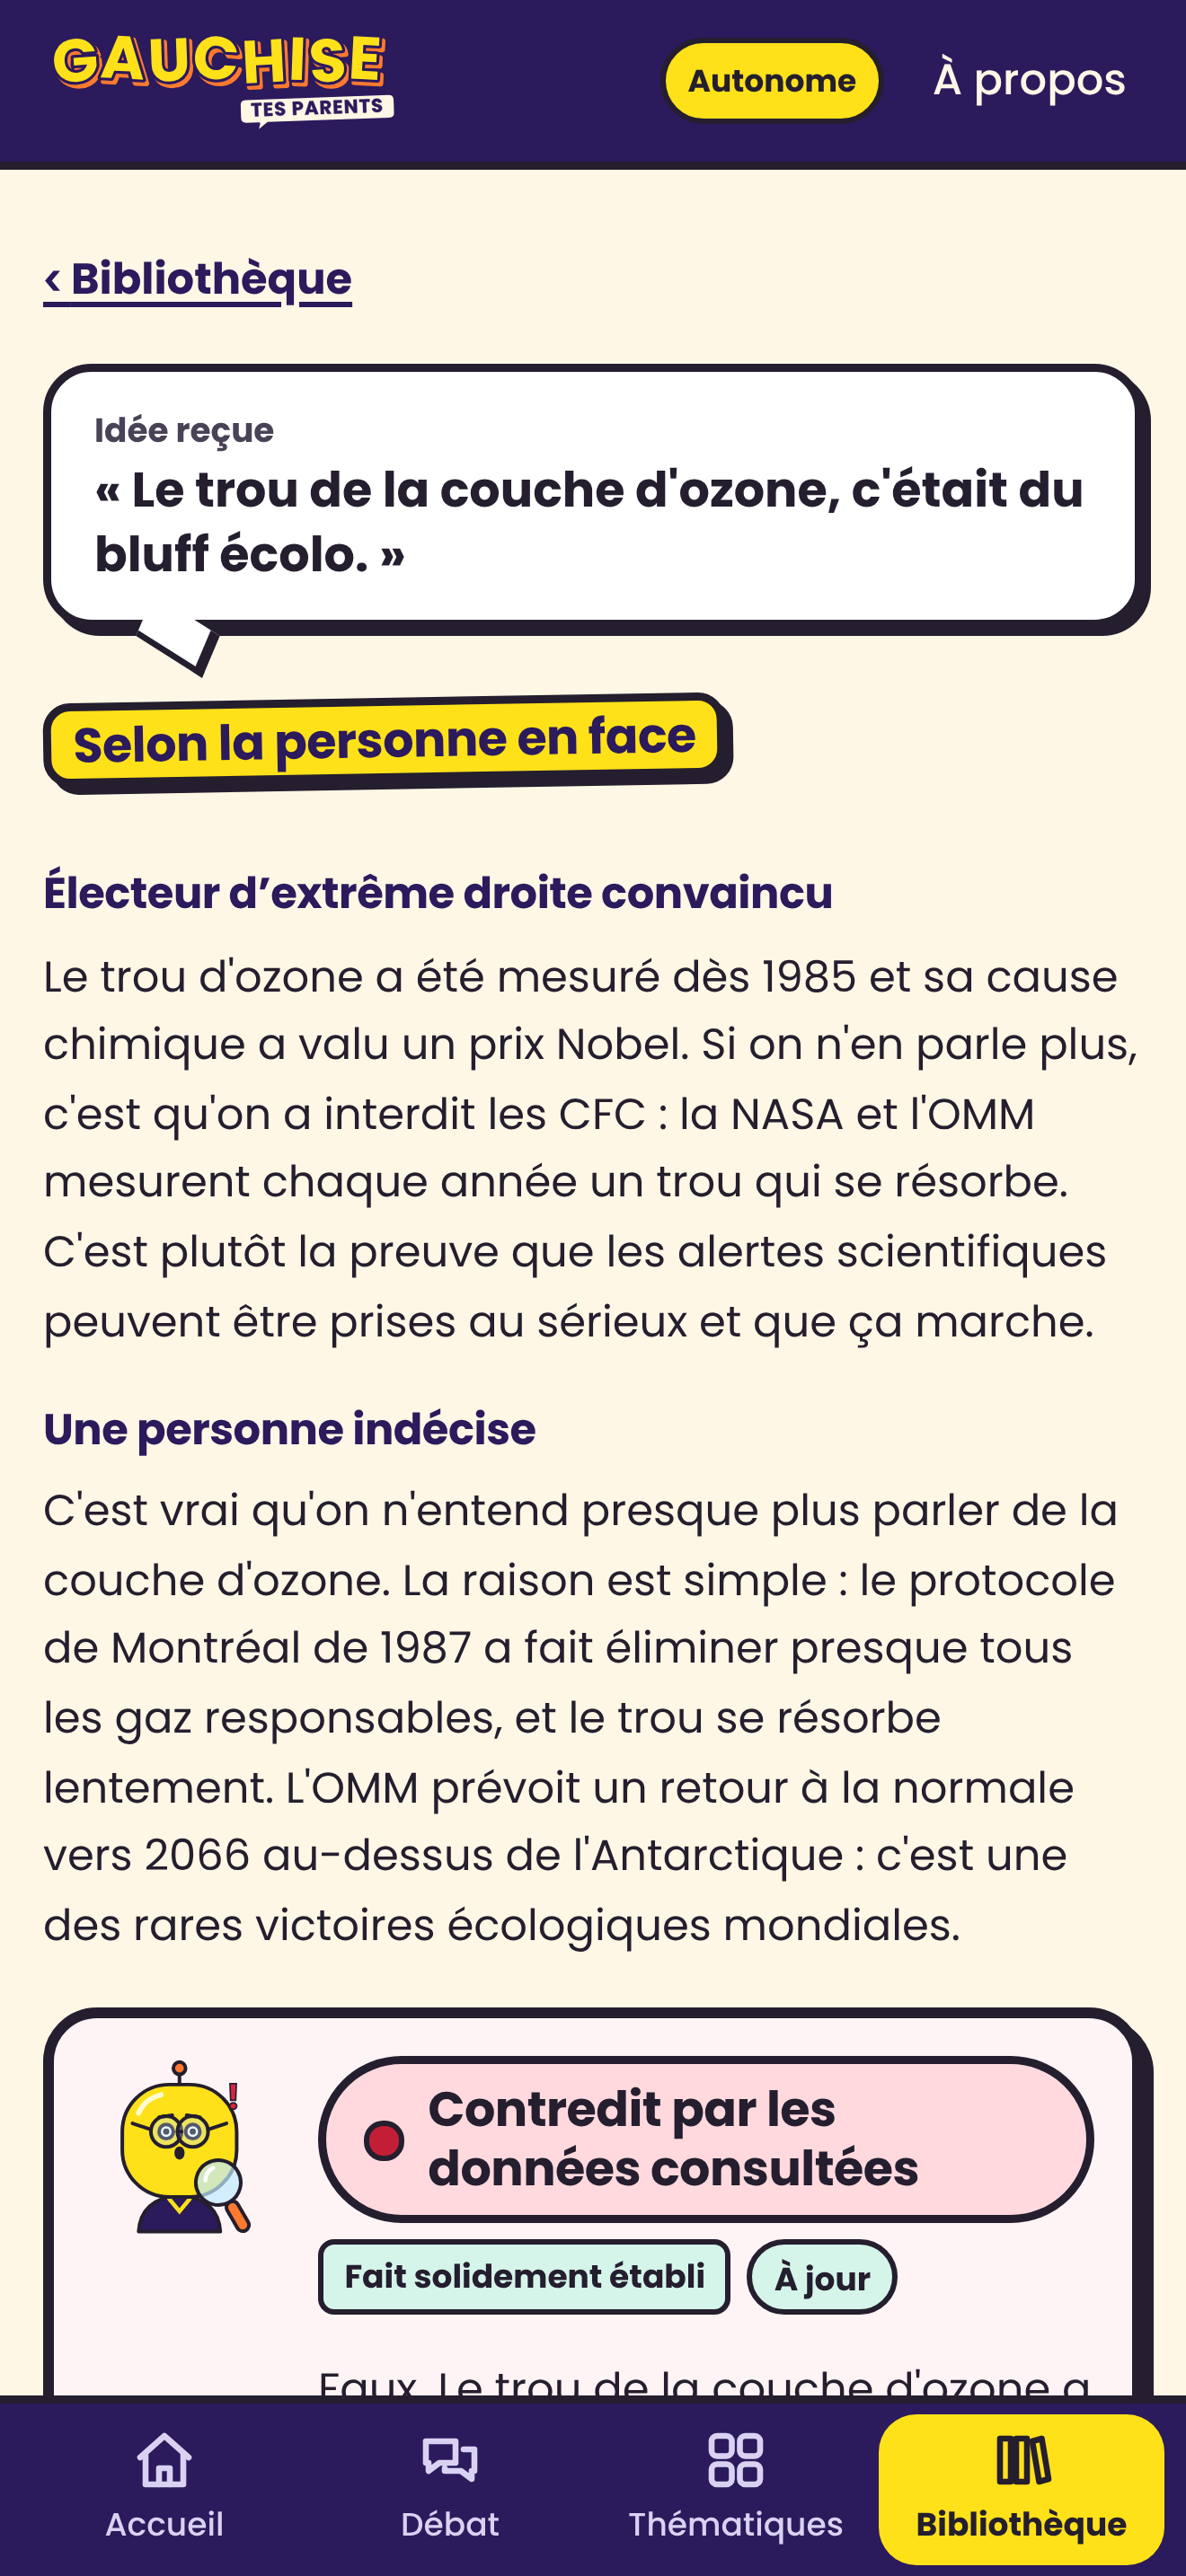 GAUCHISE
TES PARENTS
Autonome
À propos
‹ Bibliothèque
Idée reçue
« Le trou de la couche d'ozone, c'était du
bluff écolo. »
Selon la personne en face
Électeur d’extrême droite convaincu
Le trou d'ozone a été mesuré dès 1985 et sa cause
chimique a valu un prix Nobel. Si on n'en parle plus,
c'est qu'on a interdit les CFC : la NASA et l'OMM
mesurent chaque année un trou qui se résorbe.
C'est plutôt la preuve que les alertes scientifiques
peuvent être prises au sérieux et que ça marche.
Une personne indécise
C'est vrai qu'on n'entend presque plus parler de la
couche d'ozone. La raison est simple : le protocole
de Montréal de 1987 a fait éliminer presque tous
les gaz responsables, et le trou se résorbe
lentement. L'OMM prévoit un retour à la normale
vers 2066 au-dessus de l'Antarctique : c'est une
des rares victoires écologiques mondiales.
!
Contredit par les
données consultées
Fait solidement établi
À jour
Faux. Le trou de la couche d'ozone a
Accueil
Débat
Thématiques
Bibliothèque